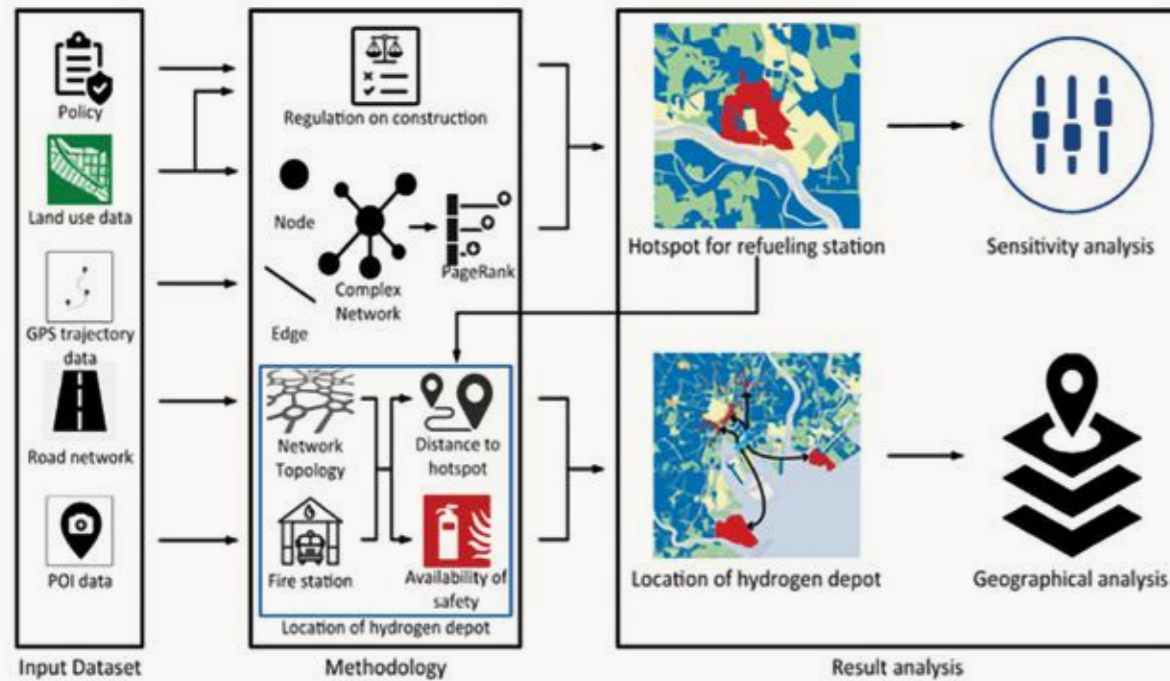 Policy
Land use data
GPS trajectory
data
Road network
POI data
Input Dataset
Regulation on construction
Node
Edge
Complex
Network
PageRank
Network
Topology
Distance to
hotspot
Fire station
Availability of
safety
Location of hydrogen depot
Methodology
Hotspot for refueling station
Sensitivity analysis
Location of hydrogen depot
Geographical analysis
Result analysis